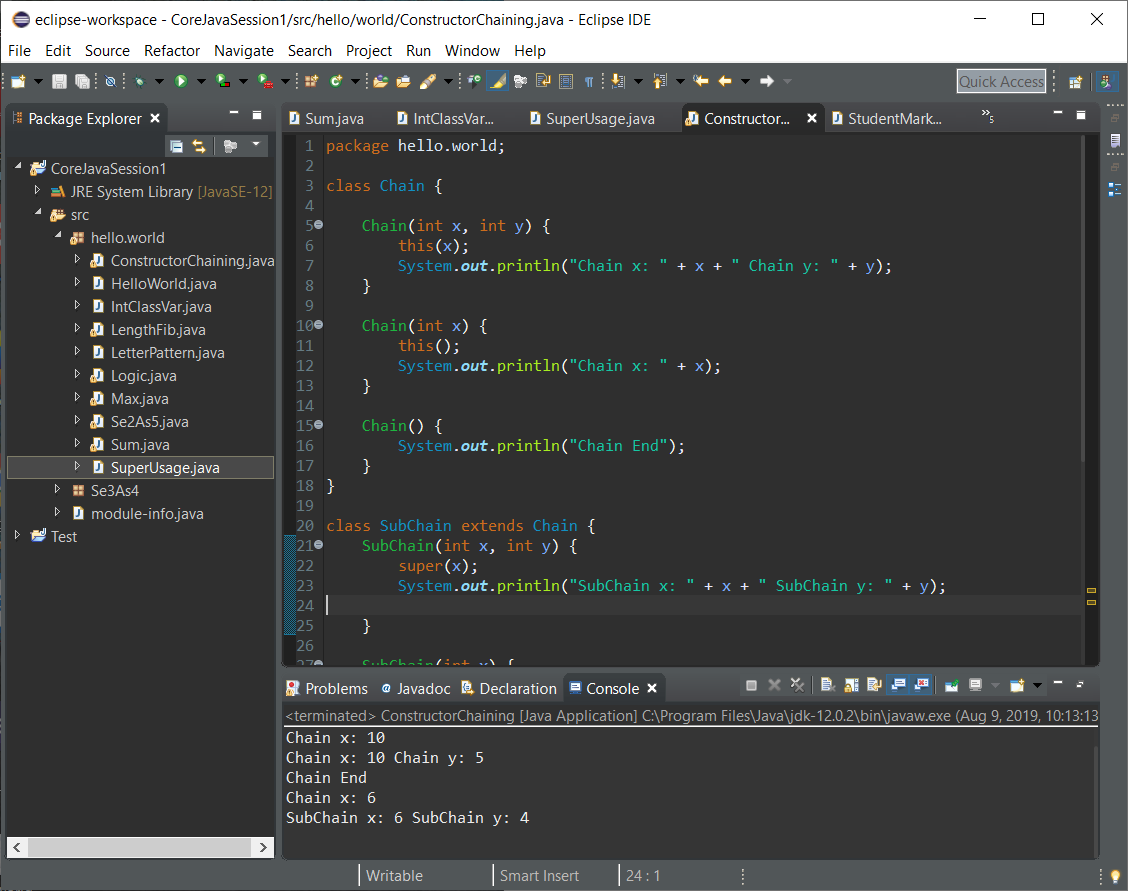 eclipse-workspace - CoreJavaSession1/src/hello/world/ConstructorChaining.java - Eclipse IDE
File Edit Source Refactor Navigate Search Project Run Window Help
Quick Access
Package Explorer
CoreJavaSession1
JRE System Library [JavaSE-12]
src
hello.world
ConstructorChaining.java
HelloWorld.java
IntClassVar.java
LengthFib.java
LetterPattern.java
Logic.java
Max.java
Se2As5.java
Sum.java
SuperUsage.java
Se3As4
module-info.java
Test
Sum.java IntClassVar... SuperUsage.java Constructor... StudentMark... »5
1 package hello.world;
2
3 class Chain {
4
5 Chain(int x, int y) {
6 this(x);
7 System.out.println("Chain x: " + x + " Chain y: " + y);
8 }
9
10 Chain(int x) {
11 this();
12 System.out.println("Chain x: " + x);
13 }
14
15 Chain() {
16 System.out.println("Chain End");
17 }
18 }
19
20 class SubChain extends Chain {
21 SubChain(int x, int y) {
22 super(x);
23 System.out.println("SubChain x: " + x + " SubChain y: " + y);
24
25 }
26
27 SubChain(int x) {
Problems Javadoc Declaration Console
<terminated> ConstructorChaining [Java Application] C:\Program Files\Java\jdk-12.0.2\bin\javaw.exe (Aug 9, 2019, 10:13:13
Chain x: 10
Chain x: 10 Chain y: 5
Chain End
Chain x: 6
SubChain x: 6 SubChain y: 4
Writable Smart Insert 24 : 1